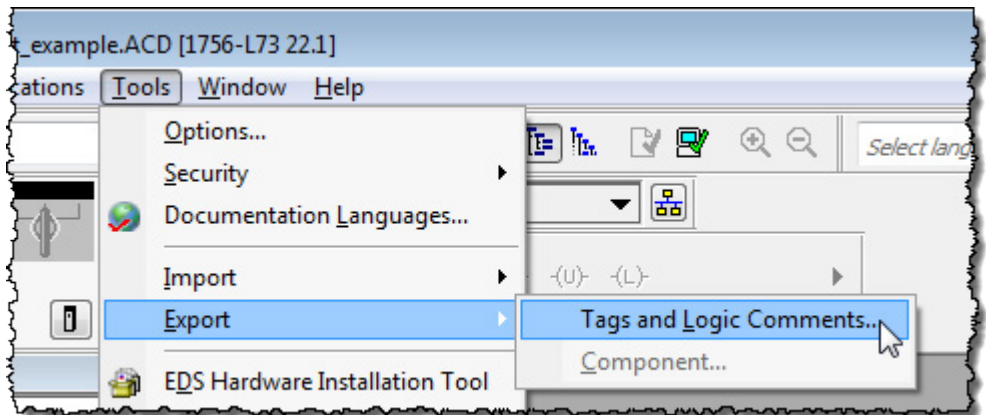 t_example.ACD [1756-L73 22.1]
cations Tools Window Help
Options...
Select lang
Security
Documentation Languages...
Import
-(U)- -(L)-
Export
Tags and Logic Comments...
Component...
EDS Hardware Installation Tool